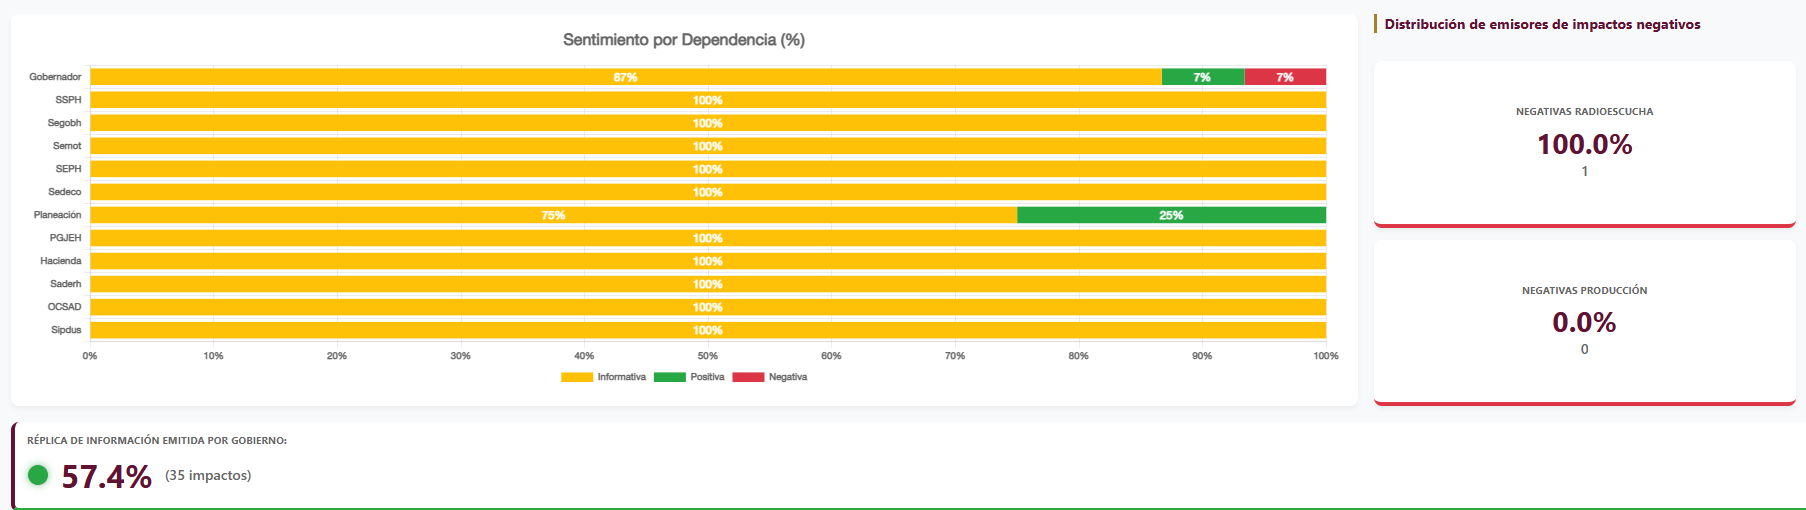 Sentimiento por Dependencia (%)
Gobernador 87% 7% 7%
SSPH 100%
Segobh 100%
Semot 100%
SEPH 100%
Sedeco 100%
Planeación 75% 25%
PGJEH 100%
Hacienda 100%
Saderh 100%
OCSAD 100%
Sipdus 100%
0% 10% 20% 30% 40% 50% 60% 70% 80% 90% 100%
Informativa Positiva Negativa
Distribución de emisores de impactos negativos
NEGATIVAS RADIOESCUCHA
100.0%
1
NEGATIVAS PRODUCCIÓN
0.0%
0
RÉPLICA DE INFORMACIÓN EMITIDA POR GOBIERNO:
57.4% (35 impactos)